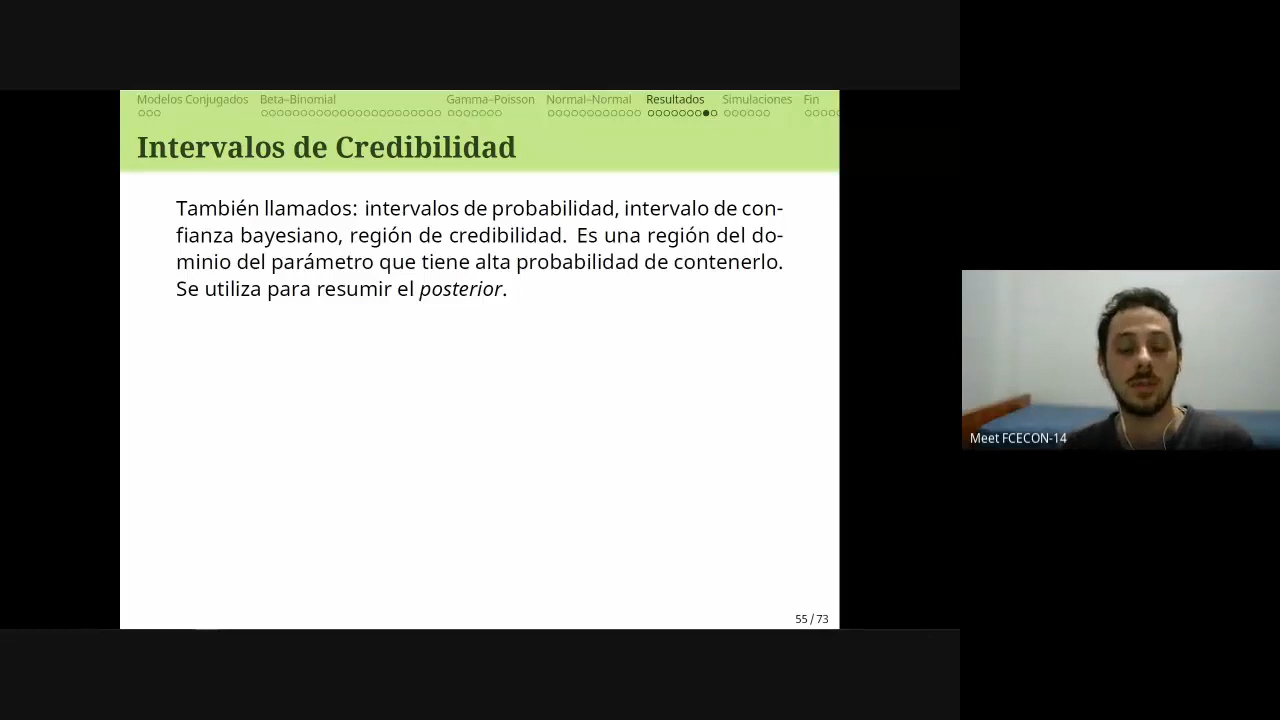 Modelos Conjugados Beta–Binomial Gamma–Poisson Normal–Normal Resultados Simulaciones Fin
Intervalos de Credibilidad
También llamados: intervalos de probabilidad, intervalo de con-
fianza bayesiano, región de credibilidad. Es una región del do-
minio del parámetro que tiene alta probabilidad de contenerlo.
Se utiliza para resumir el posterior.
Meet FCECON-14
55 / 73